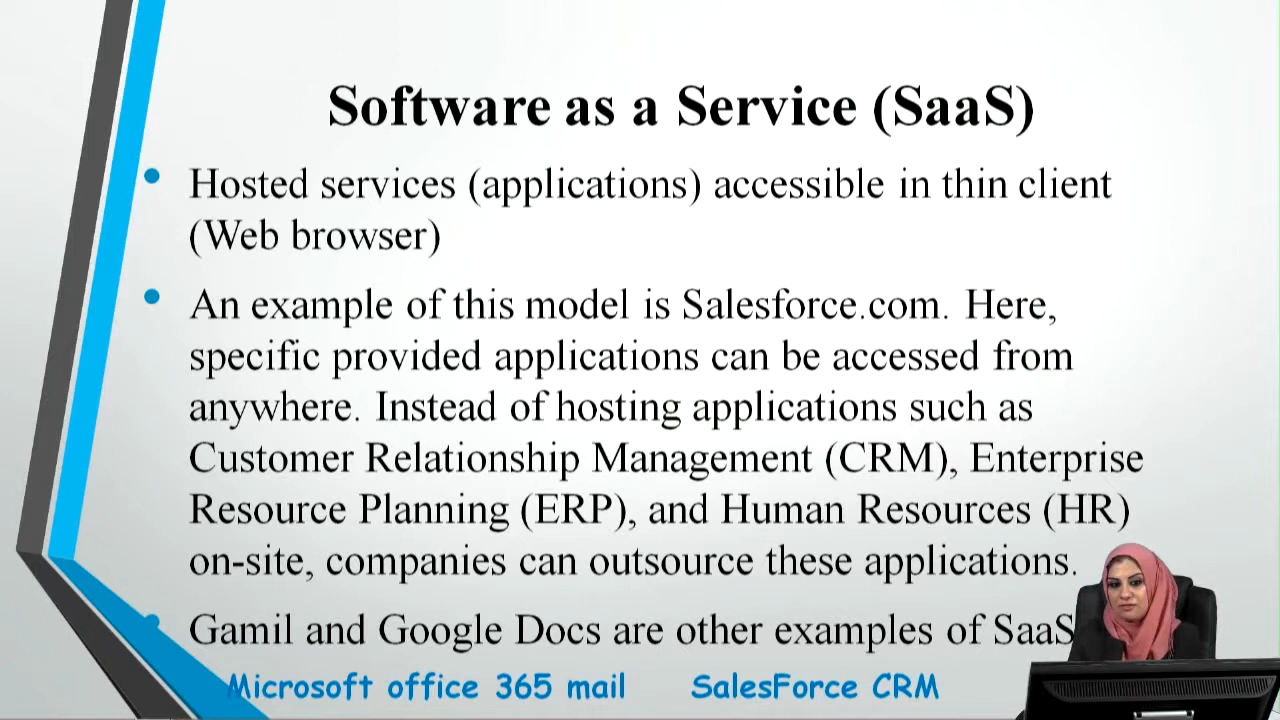 Software as a Service (SaaS)
Hosted services (applications) accessible in thin client
(Web browser)
An example of this model is Salesforce.com. Here,
specific provided applications can be accessed from
anywhere. Instead of hosting applications such as
Customer Relationship Management (CRM), Enterprise
Resource Planning (ERP), and Human Resources (HR)
on-site, companies can outsource these applications.
Gamil and Google Docs are other examples of SaaS
Microsoft office 365 mail SalesForce CRM